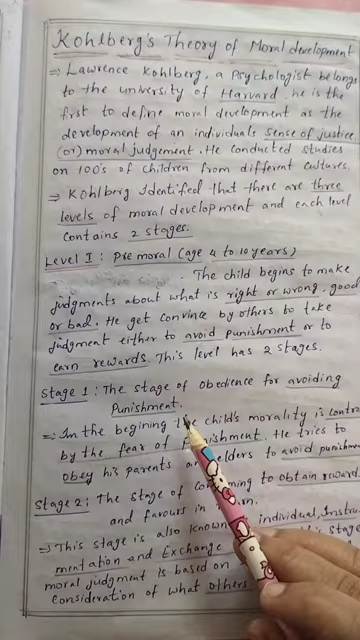 Kohlberg's Theory of Moral development
⇒ Lawrence Kohlberg, a Psychologist belongs
to the university of Harvard he is the
first to define moral development as the
development of an individuals sense of justice
(or) moral judgement. He conducted studies
on 100's of children from different cultures.
⇒ Kohlberg Identified that there are three
levels of moral development and each level
contains 2 stages.
Level I : Pre moral (age 4 to 10 years)
The child begins to make
judgments about what is right or wrong, good
or bad. He get convince by others to take
judgment either to avoid punishment or to
earn rewards. This level has 2 stages.
Stage 1 : The stage of obedience for avoiding
Punishment.
⇒ In the begining the child's morality is
by the fear of Punishment. He tries to
obey his parents elders to avoid
Stage 2 : The stage of to obtain
and favours in
⇒ This stage is also known individual,
mentation and Exchange
moral judgment is based on
Consideration of what others